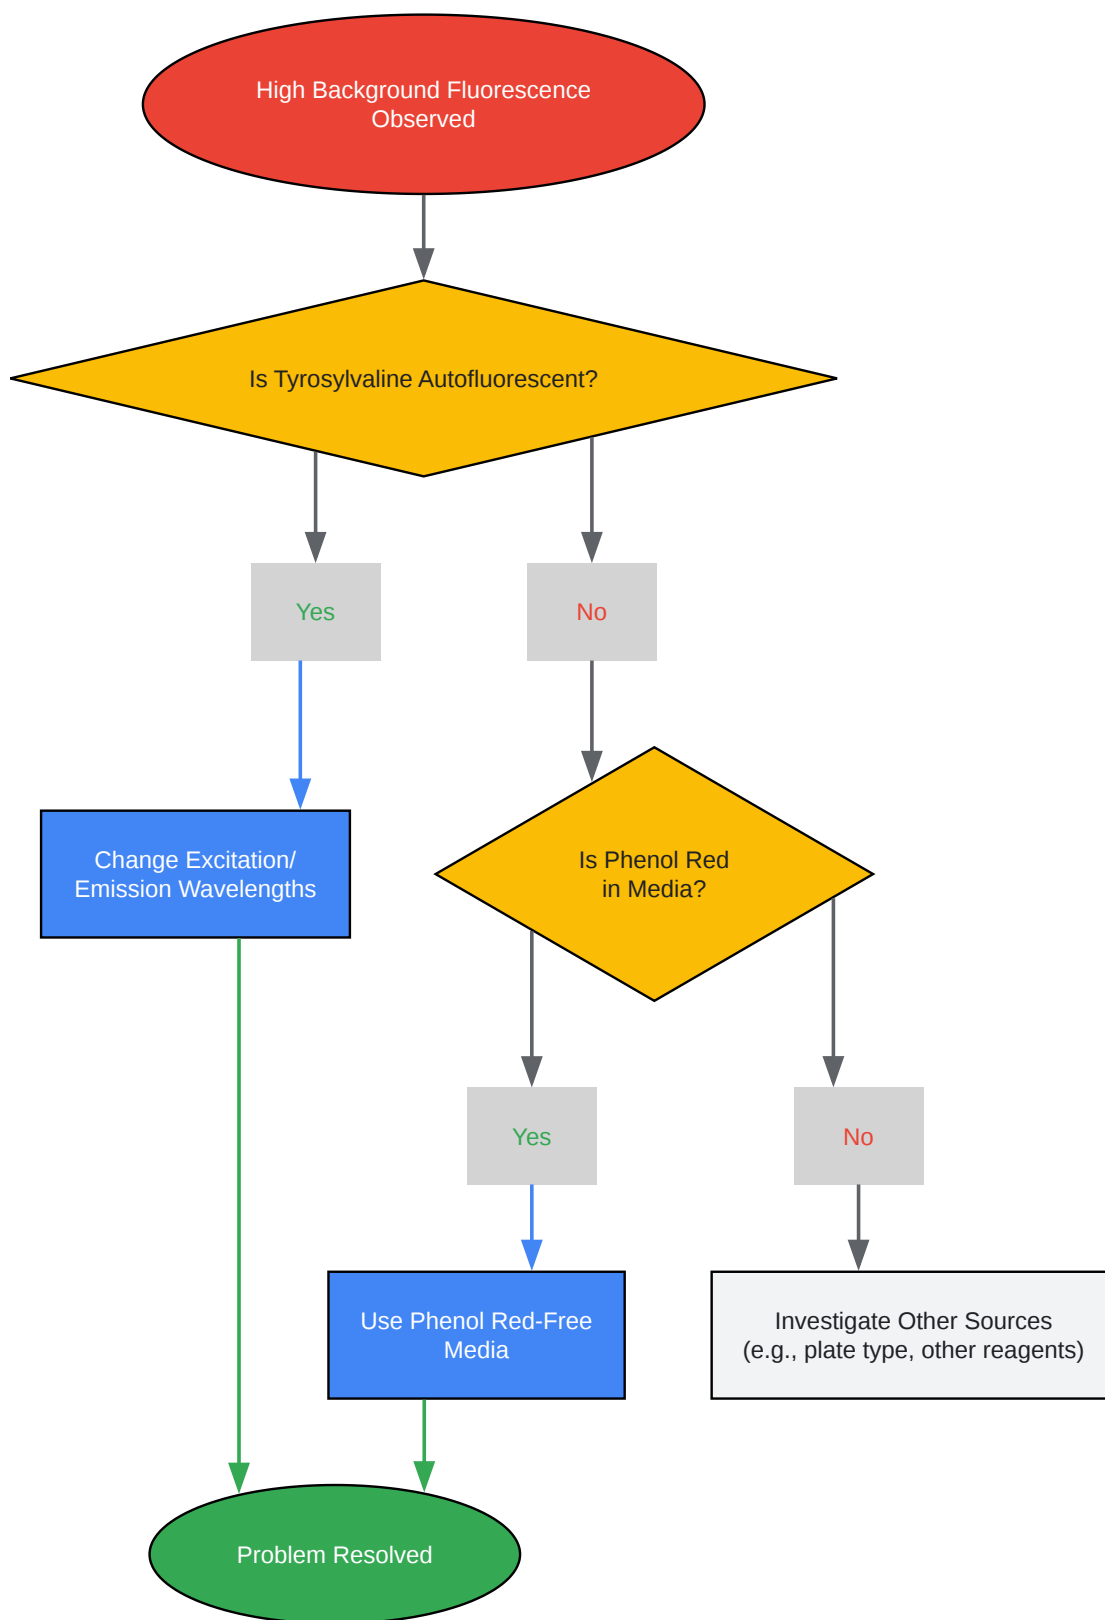 High Background Fluorescence
Observed
Is Tyrosylvaline Autofluorescent?
Yes
No
Change Excitation/
Emission Wavelengths
Is Phenol Red
in Media?
Yes
No
Use Phenol Red-Free
Media
Investigate Other Sources
(e.g., plate type, other reagents)
Problem Resolved